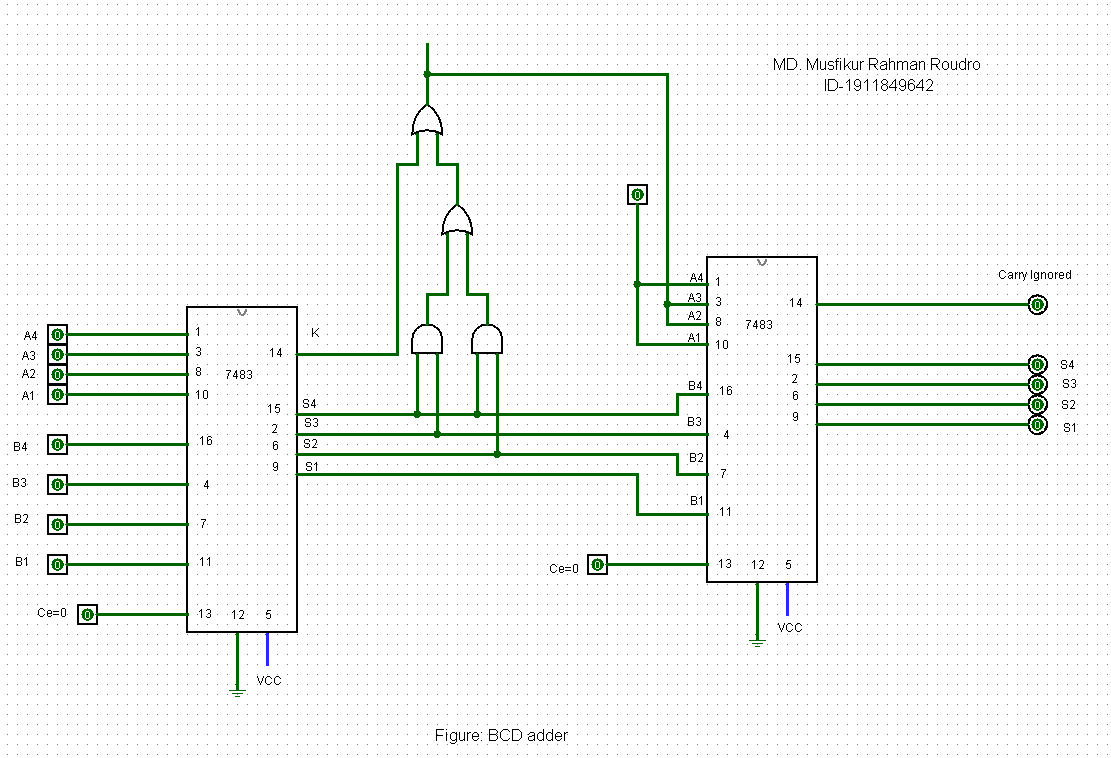 MD. Musfikur Rahman Roudro
ID-1911849642
0
Carry Ignored
A4
1
A3
3
A2
8
7483
A1
10
14
0
15
0
S4
2
0
S3
6
0
S2
9
0
S1
B4
16
B3
4
B2
7
B1
11
Ce=0
0
13
12
5
VCC
A4
0
1
A3
0
3
A2
0
8
7483
A1
0
10
K
14
15
S4
2
S3
6
S2
9
S1
B4
0
16
B3
0
4
B2
0
7
B1
0
11
Ce=0
0
13
12
5
VCC
Figure: BCD adder